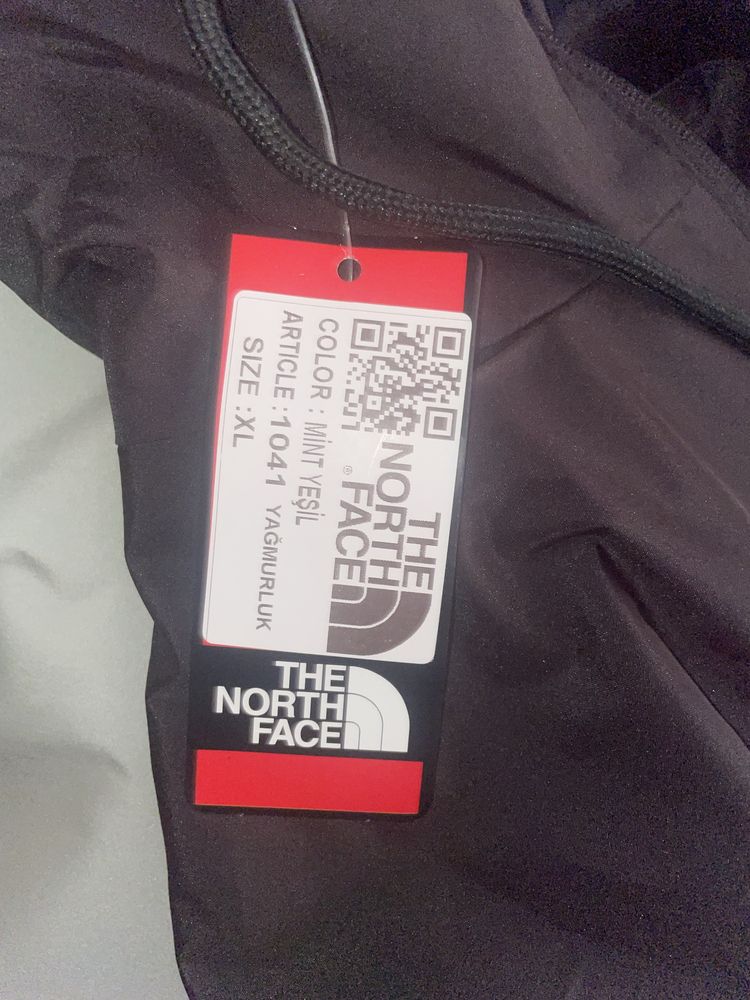 THE
NORTH
FACE
®
COLOR : MİNT YEŞİL
ARTICLE :1041 YAĞMURLUK
SIZE :XL
THE
NORTH
FACE